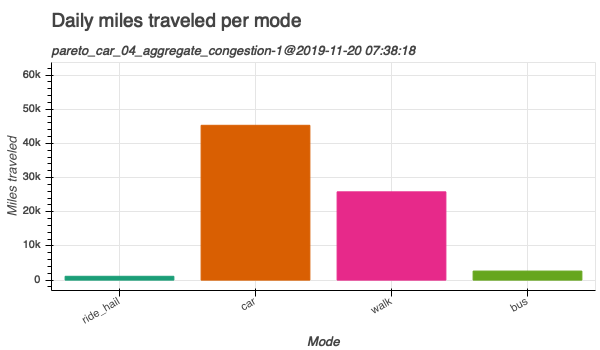 Daily miles traveled per mode
pareto_car_04_aggregate_congestion-1@2019-11-20 07:38:18
60k
50k
40k
30k
20k
10k
0
Miles traveled
ride_hail
car
walk
bus
Mode